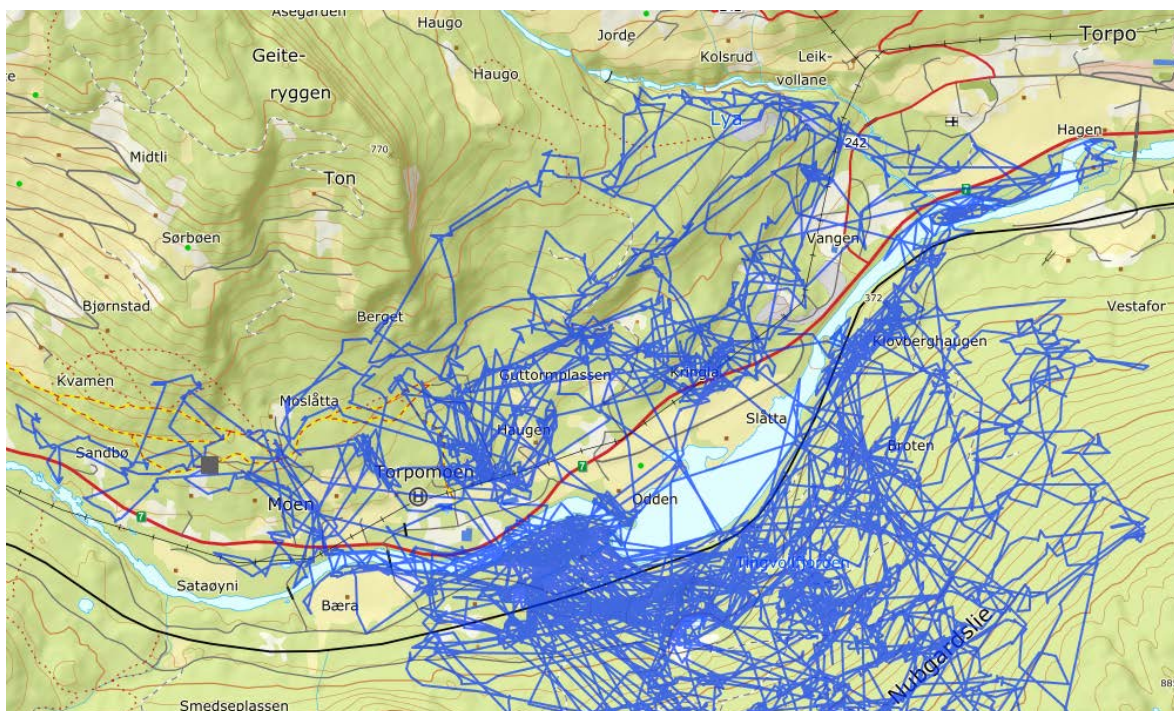 Asegarden
Haugo
Jorde
Kolsrud
Leik-
vollane
Torpo
Geite-
ryggen
Haugo
Lya
242
Hagen
Midtli
770
Ton
7
Sørbøen
Vangen
372
Vestafor
Bjørnstad
Berget
Klovberghaugen
Kvamen
Guttormplassen
Kringla
Moslåtta
Slåtta
Haugen
Sandbø
Broten
7
Torpomoen
H
Odden
Moen
7
Tingvollfjorden
Sataøyni
Bæra
Nubgardslie
Smedseplassen